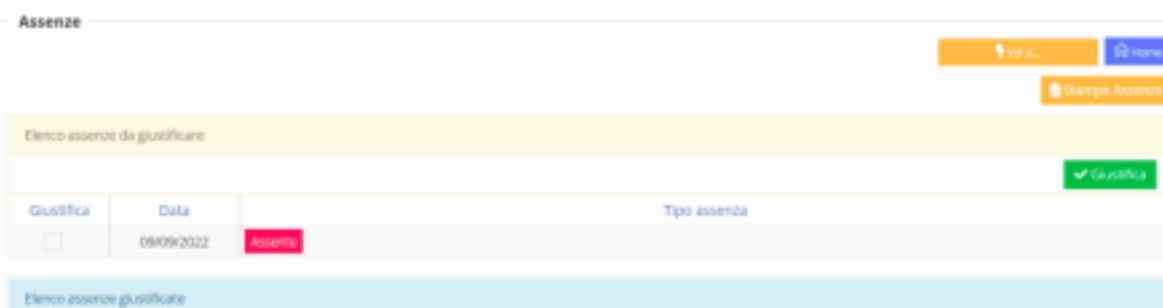 Assenze
Vai a...
Home
Stampa Assenze
Elenco assenze da giustificare
Giustifica
Giustifica Data Tipo assenza
09/09/2022 Assente
Elenco assenze giustificate